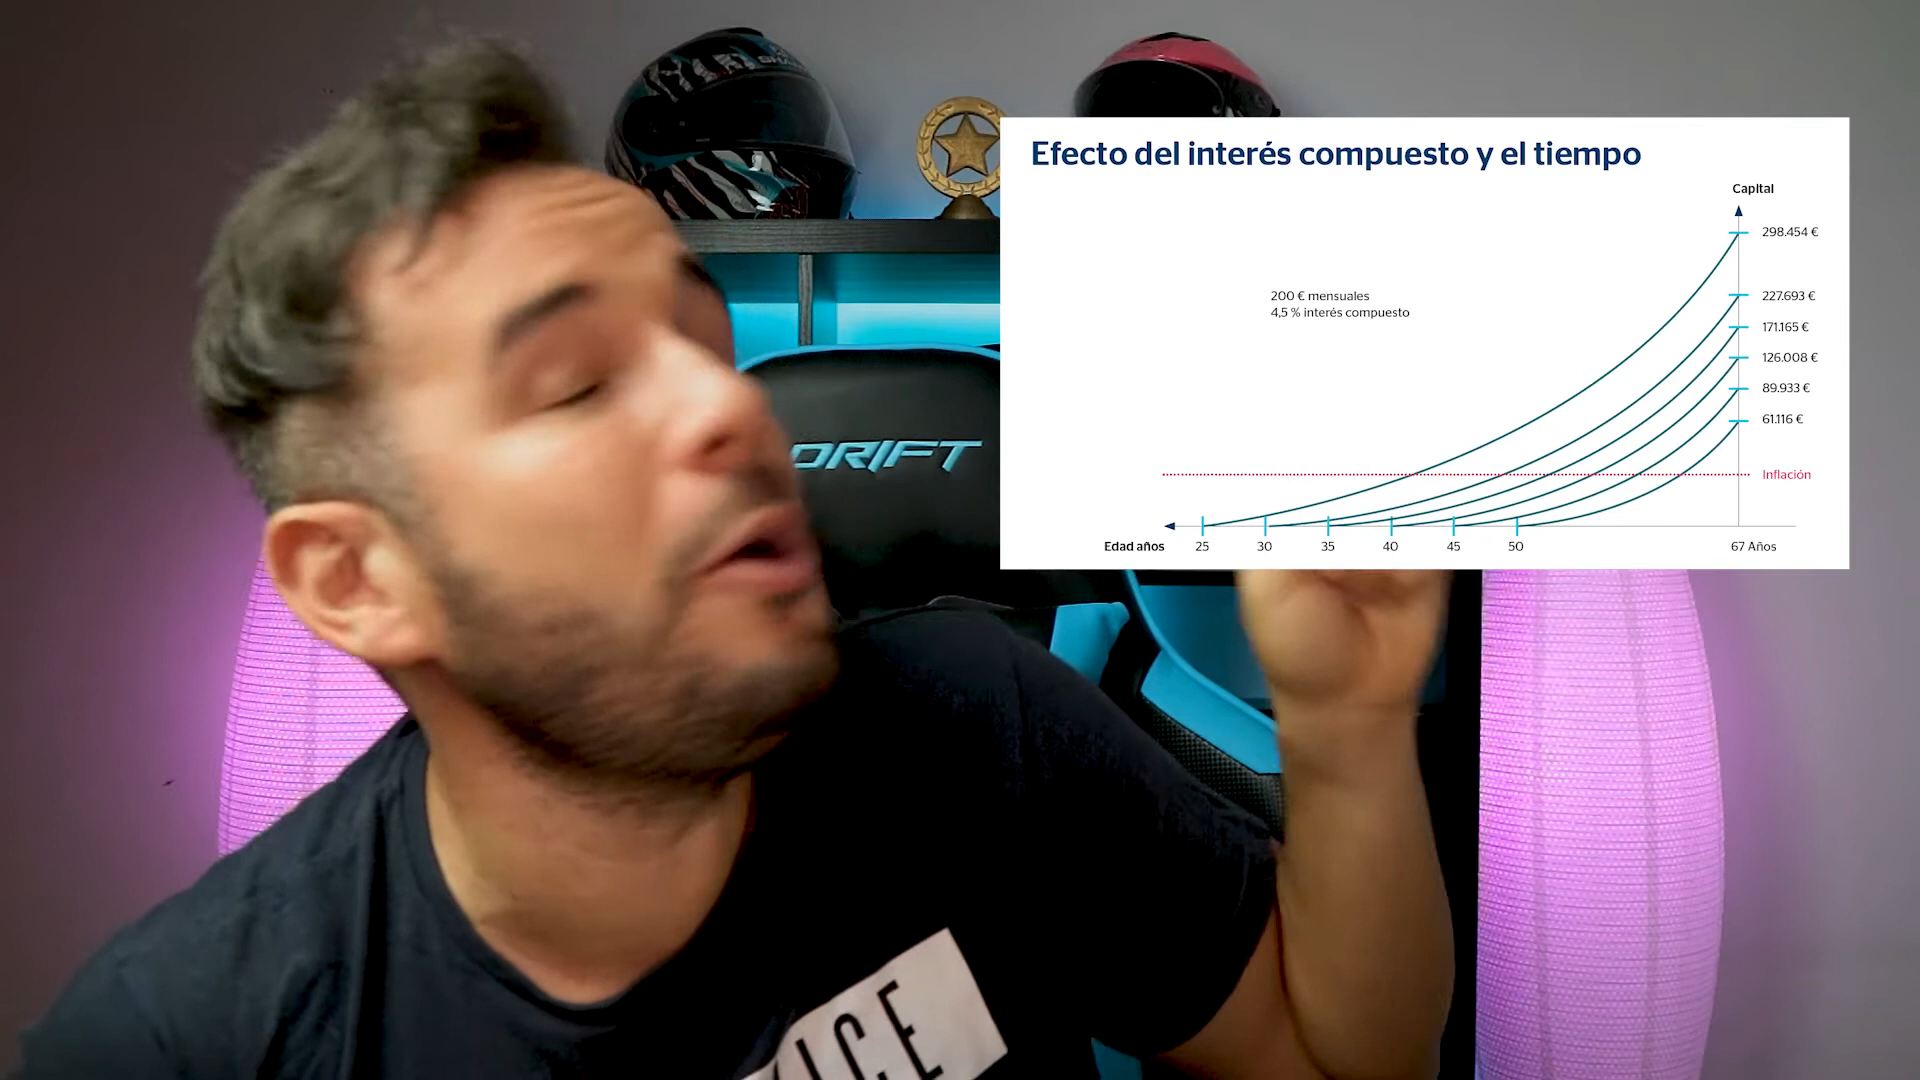 Efecto del interés compuesto y el tiempo
Capital
298.454 €
200 € mensuales
4,5 % interés compuesto
227.693 €
171.165 €
126.008 €
89.933 €
61.116 €
Inflación
Edad años 25 30 35 40 45 50 67 Años
DRIFT
ICE